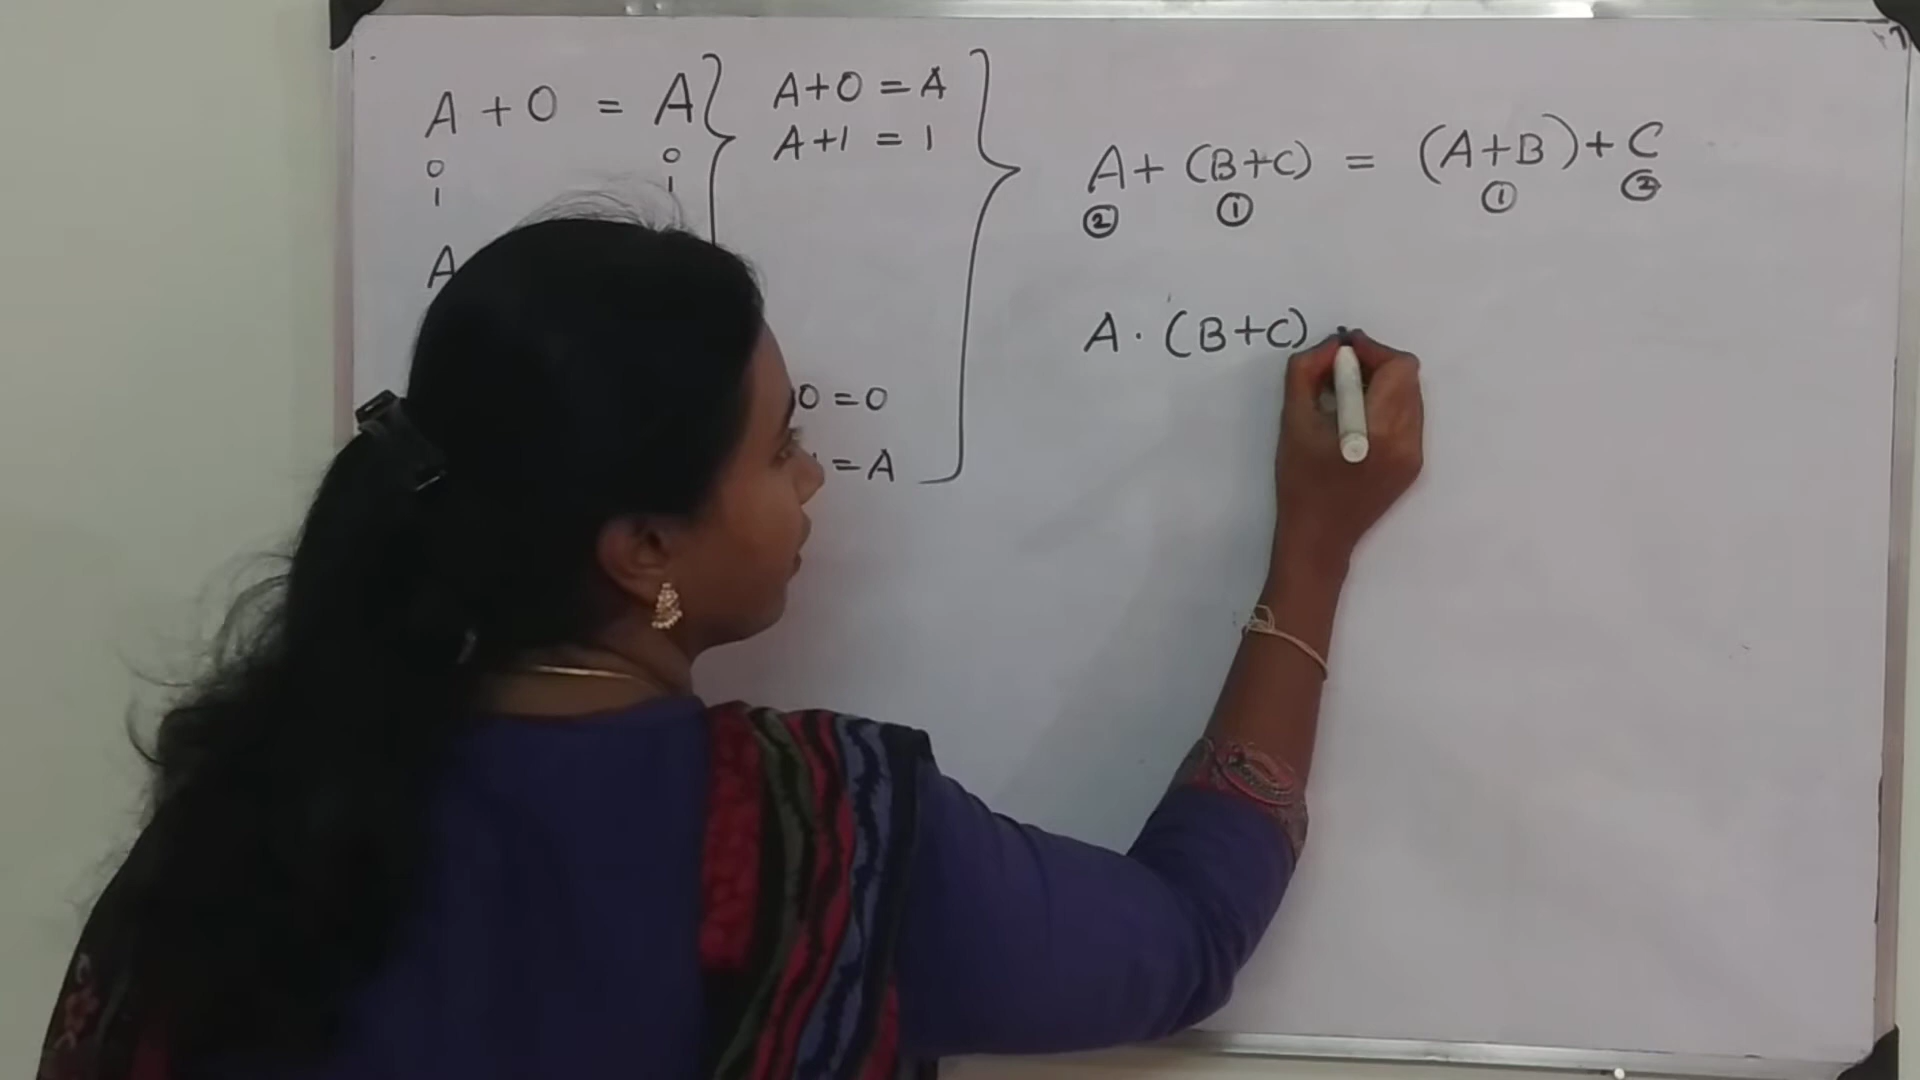 A + 0 = A
0 0
1 1
A
A+0 = A
A+1 = 1
0 = 0
= A
A + (B+C) = (A+B) + C
② ① ① ②
A . (B+C)